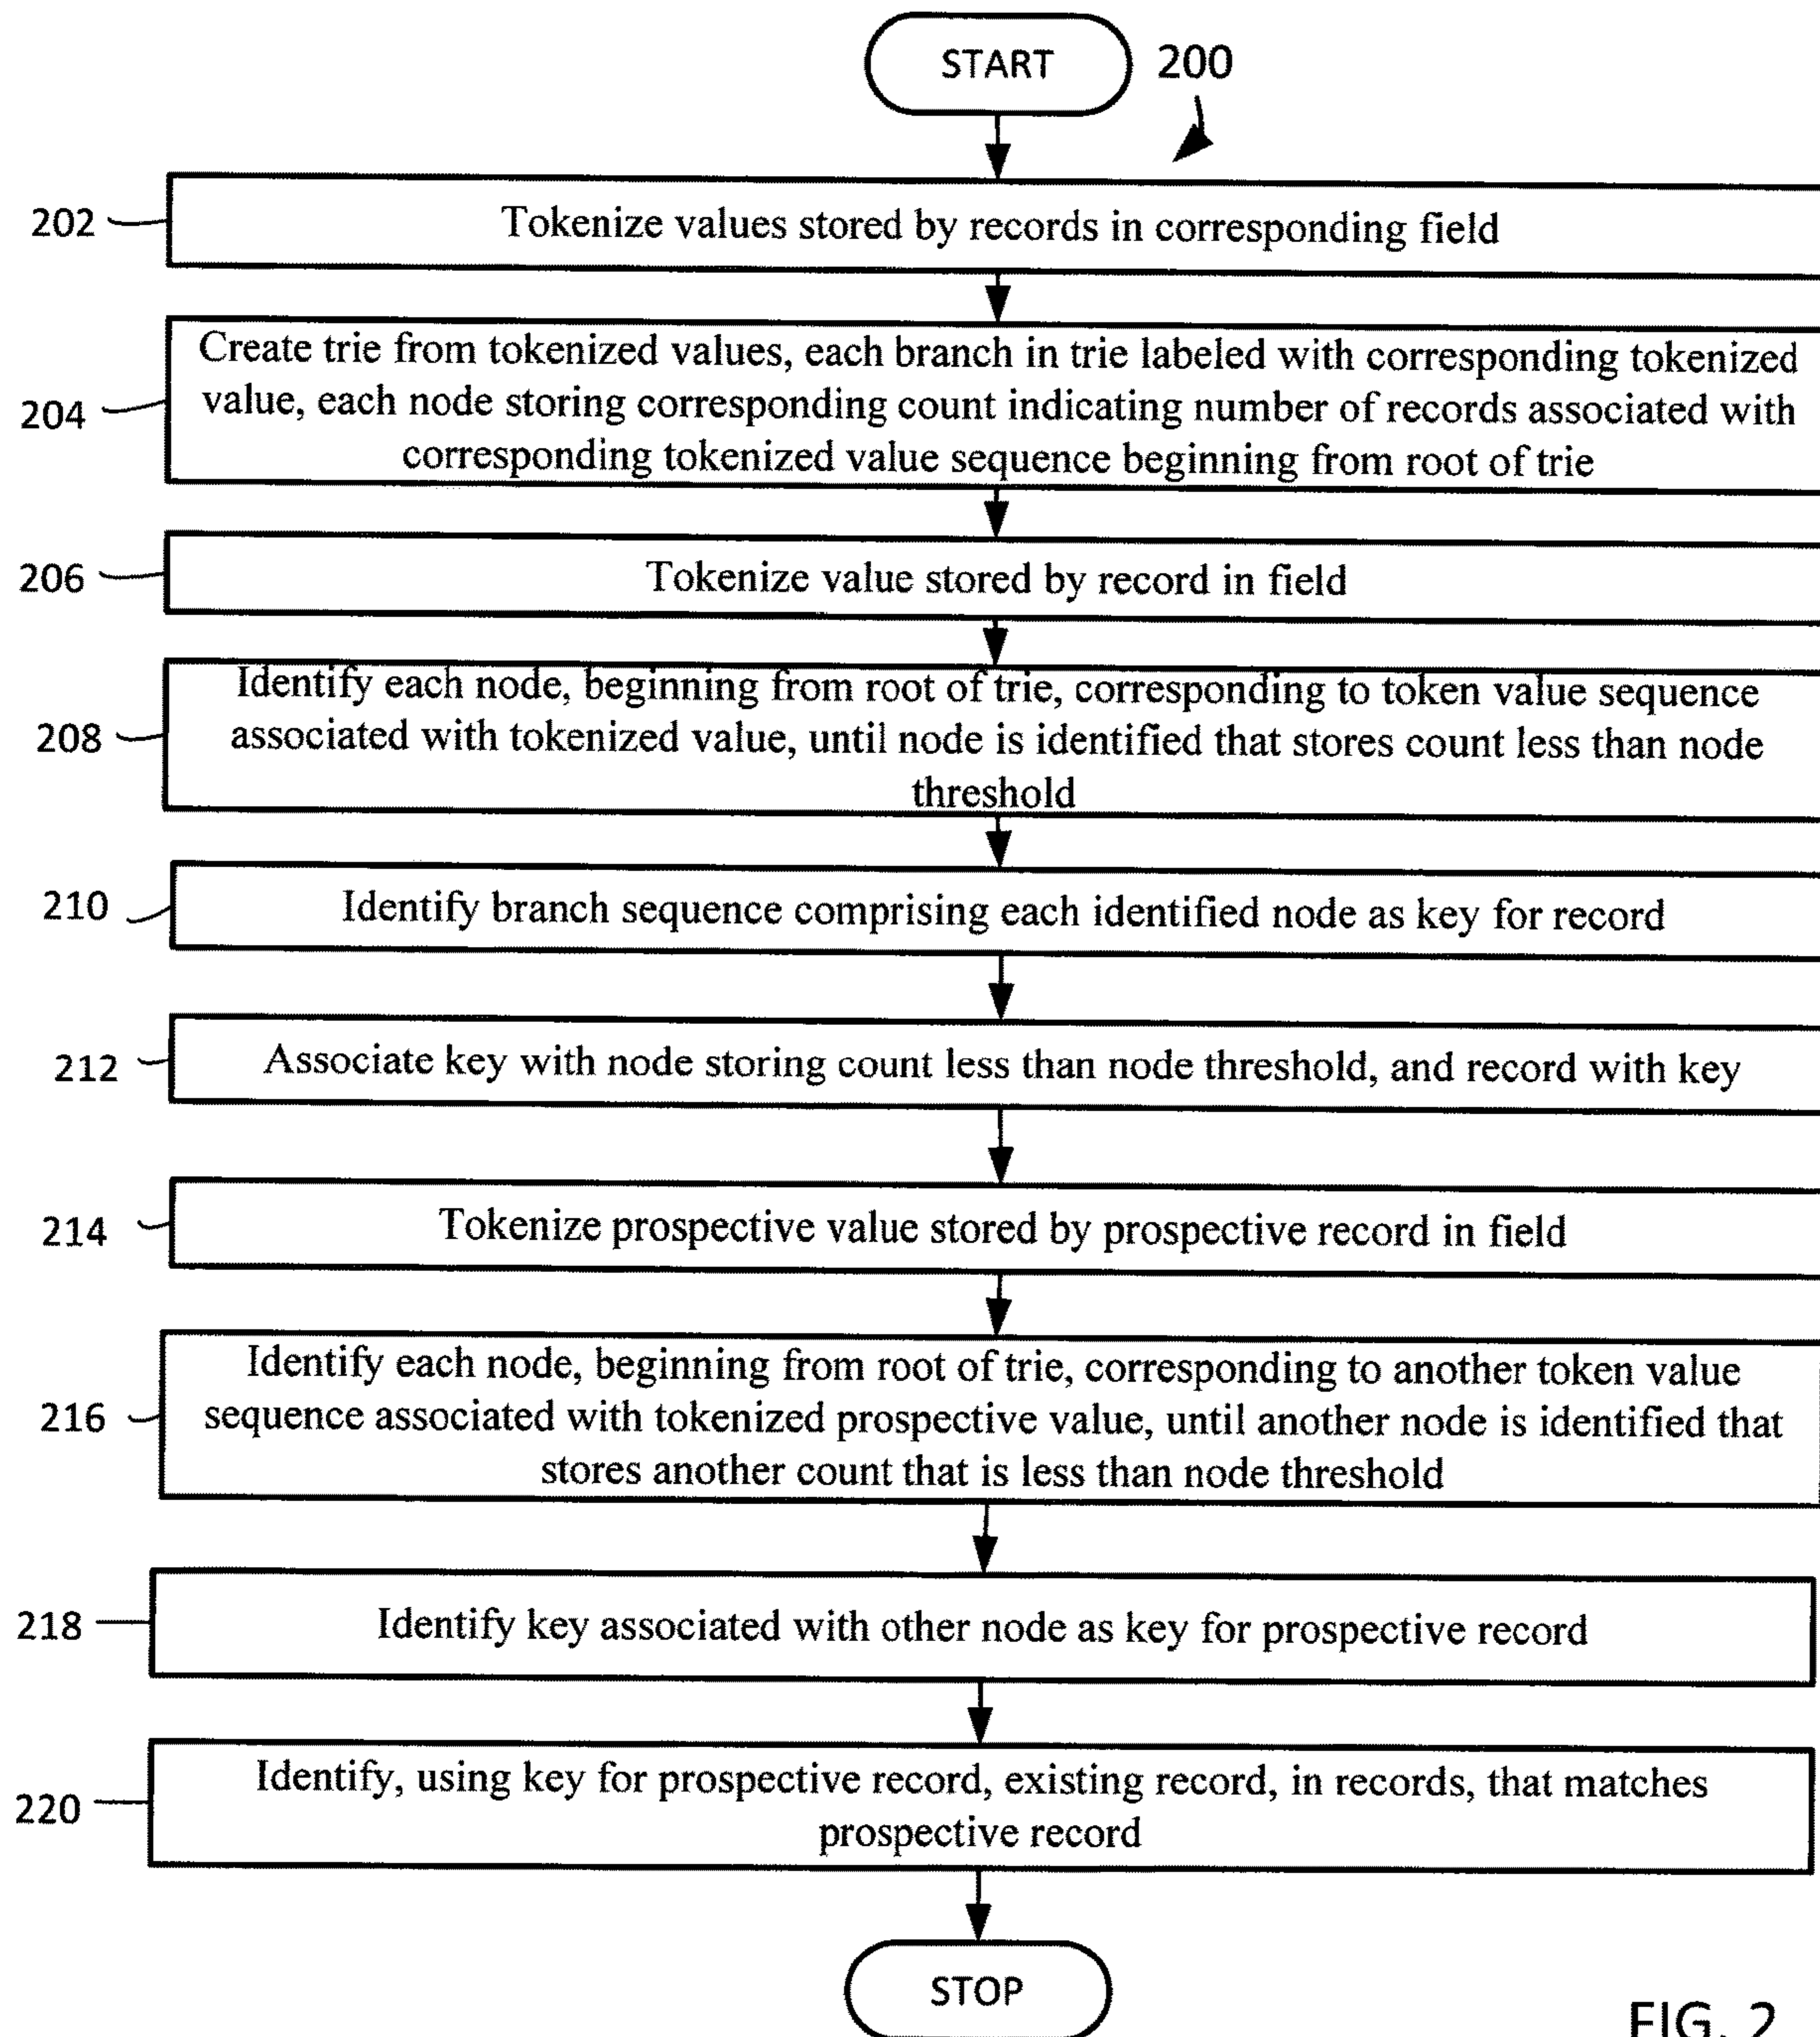 START
200
202
Tokenize values stored by records in corresponding field
204
Create trie from tokenized values, each branch in trie labeled with corresponding tokenized
value, each node storing corresponding count indicating number of records associated with
corresponding tokenized value sequence beginning from root of trie
206
Tokenize value stored by record in field
208
Identify each node, beginning from root of trie, corresponding to token value sequence
associated with tokenized value, until node is identified that stores count less than node
threshold
210
Identify branch sequence comprising each identified node as key for record
212
Associate key with node storing count less than node threshold, and record with key
214
Tokenize prospective value stored by prospective record in field
216
Identify each node, beginning from root of trie, corresponding to another token value
sequence associated with tokenized prospective value, until another node is identified that
stores another count that is less than node threshold
218
Identify key associated with other node as key for prospective record
220
Identify, using key for prospective record, existing record, in records, that matches
prospective record
STOP
FIG. 2